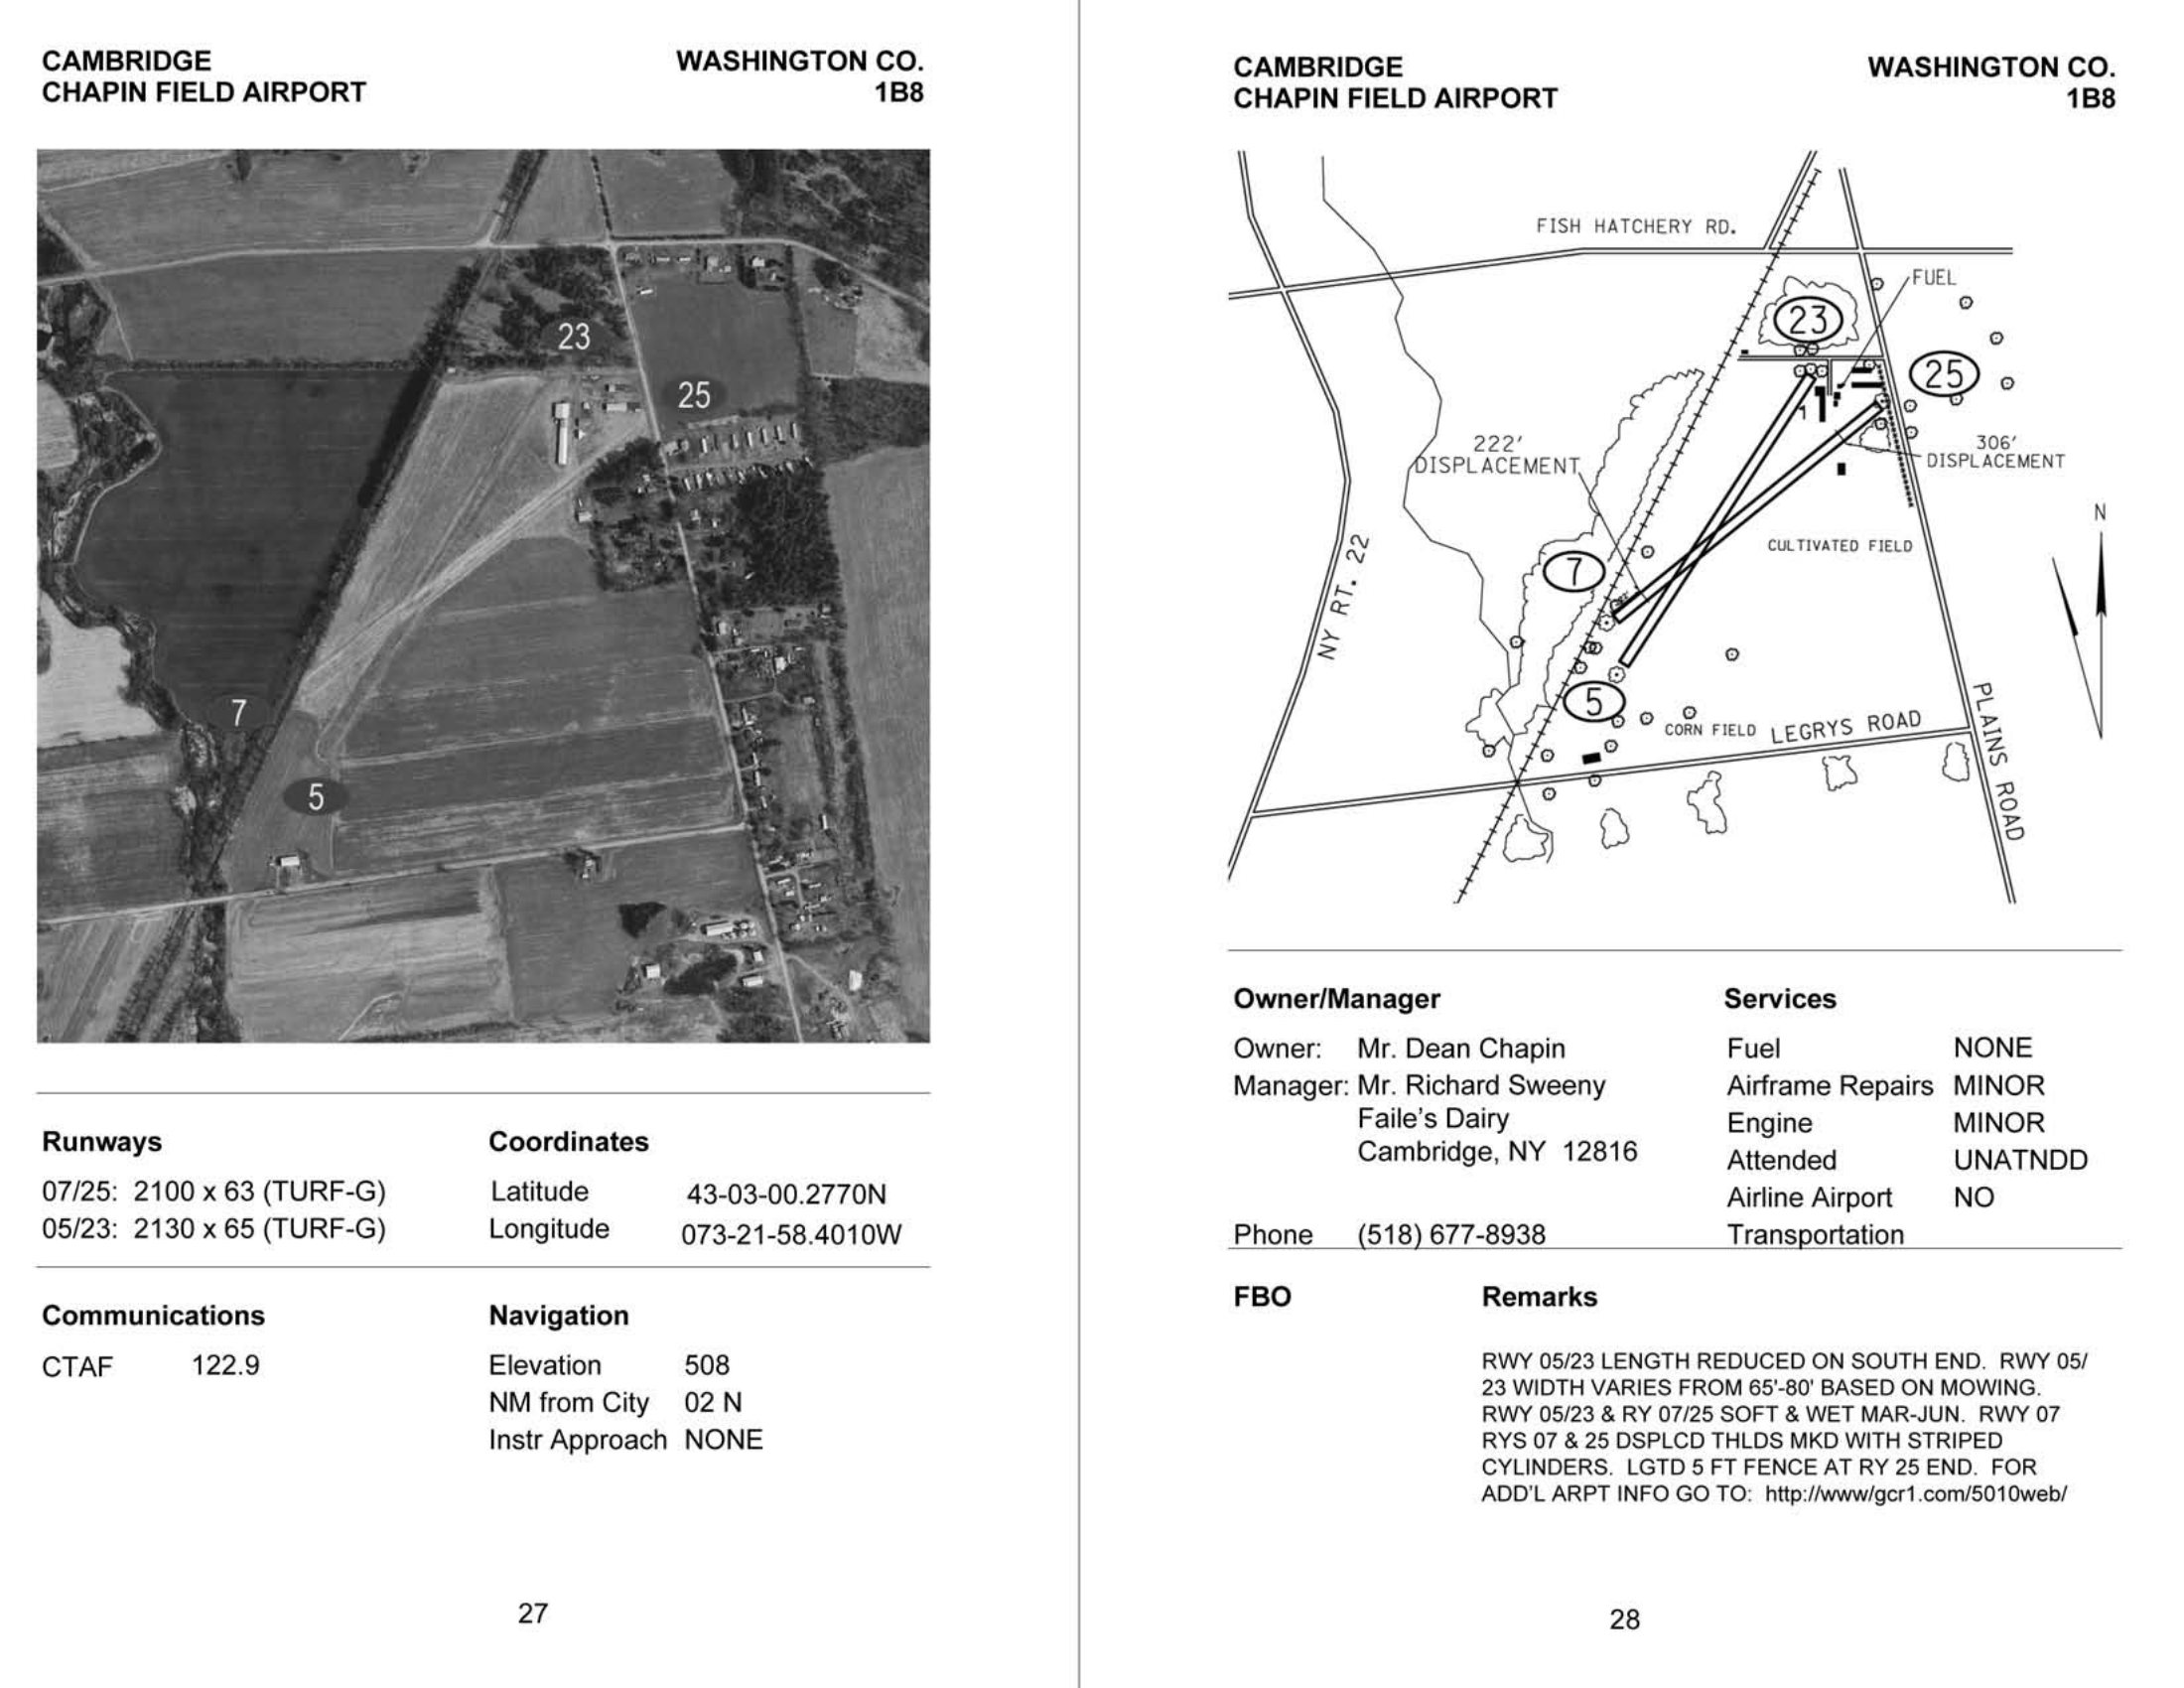 CAMBRIDGE
CHAPIN FIELD AIRPORT
WASHINGTON CO.
1B8
23
25
7
5
Runways
07/25: 2100 x 63 (TURF-G)
05/23: 2130 x 65 (TURF-G)
Coordinates
Latitude 43-03-00.2770N
Longitude 073-21-58.4010W
Communications
CTAF 122.9
Navigation
Elevation 508
NM from City 02 N
Instr Approach NONE
27
CAMBRIDGE
CHAPIN FIELD AIRPORT
WASHINGTON CO.
1B8
FISH HATCHERY RD.
FUEL
23
25
1
222'
DISPLACEMENT
306'
DISPLACEMENT
N
CULTIVATED FIELD
7
NY RT. 22
5
CORN FIELD
LEGRYS ROAD
PLAINS ROAD
Owner/Manager
Owner: Mr. Dean Chapin
Manager: Mr. Richard Sweeny
Faile's Dairy
Cambridge, NY 12816
Phone (518) 677-8938
Services
Fuel NONE
Airframe Repairs MINOR
Engine MINOR
Attended UNATNDD
Airline Airport NO
Transportation
FBO
Remarks
RWY 05/23 LENGTH REDUCED ON SOUTH END. RWY 05/
23 WIDTH VARIES FROM 65'-80' BASED ON MOWING.
RWY 05/23 & RY 07/25 SOFT & WET MAR-JUN. RWY 07
RYS 07 & 25 DSPLCD THLDS MKD WITH STRIPED
CYLINDERS. LGTD 5 FT FENCE AT RY 25 END. FOR
ADD'L ARPT INFO GO TO: http://www/gcr1.com/5010web/
28